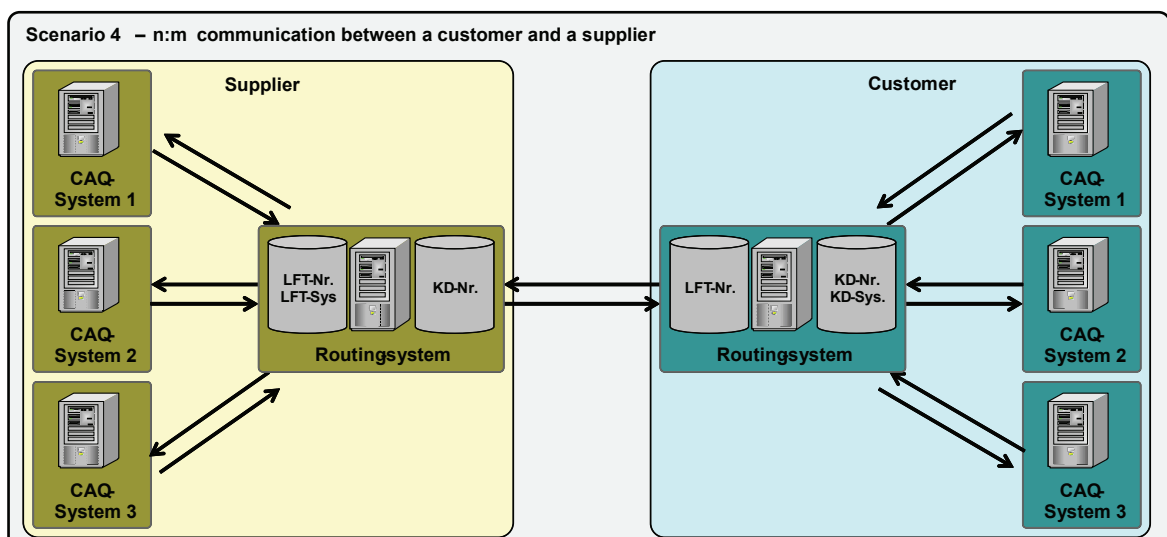 Scenario 4 – n:m communication between a customer and a supplier
Supplier
CAQ-
System 1
CAQ-
System 2
CAQ-
System 3
LFT-Nr.
LFT-Sys
KD-Nr.
Routingsystem
Customer
LFT-Nr.
KD-Nr.
KD-Sys.
Routingsystem
CAQ-
System 1
CAQ-
System 2
CAQ-
System 3